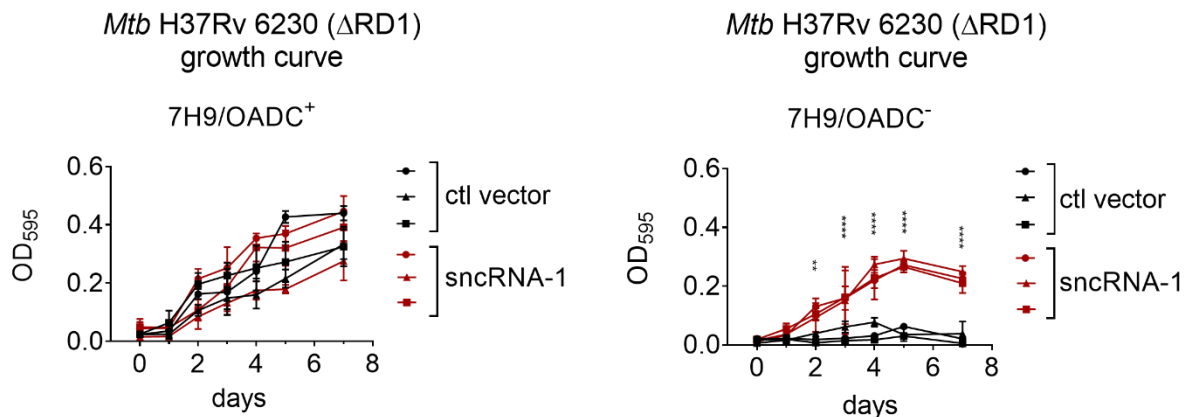 Mtb H37Rv 6230 (ΔRD1)
growth curve
7H9/OADC⁺
OD₅₉₅
0.6
0.4
0.2
0.0
0 2 4 6 8
days
ctl vector
sncRNA-1
Mtb H37Rv 6230 (ΔRD1)
growth curve
7H9/OADC⁻
OD₅₉₅
0.6
0.4
0.2
0.0
** **** **** **** ****
0 2 4 6 8
days
ctl vector
sncRNA-1